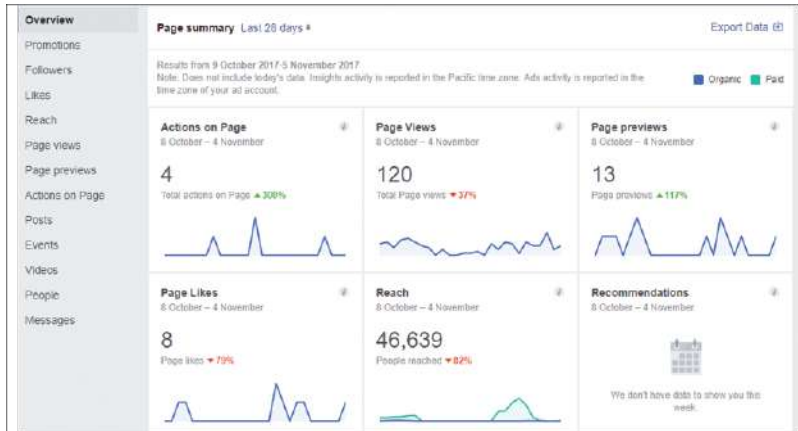 Overview
Promotions
Followers
Likes
Reach
Page views
Page previews
Actions on Page
Posts
Events
Videos
People
Messages
Page summary Last 28 days
Export Data
Results from 9 October 2017-5 November 2017
Note: Does not include today's data. Insights activity is reported in the Pacific time zone. Ads activity is reported in the
time zone of your ad account.
Organic Paid
Actions on Page
8 October – 4 November
4
Total actions on Page ▲300%
Page Views
8 October – 4 November
120
Total Page views ▼37%
Page previews
8 October – 4 November
13
Page previews ▲117%
Page Likes
8 October – 4 November
8
Page likes ▼79%
Reach
8 October – 4 November
46,639
People reached ▼82%
Recommendations
8 October – 4 November
We don't have data to show you this
week.